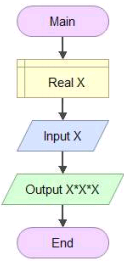 Main
Real X
Input X
Output X*X*X
End